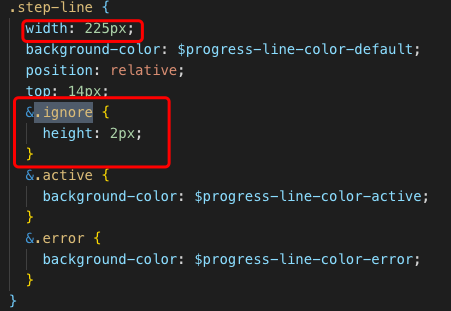 .step-line {
width: 225px;
background-color: $progress-line-color-default;
position: relative;
top: 14px;
&.ignore {
height: 2px;
}
&.active {
background-color: $progress-line-color-active;
}
&.error {
background-color: $progress-line-color-error;
}
}